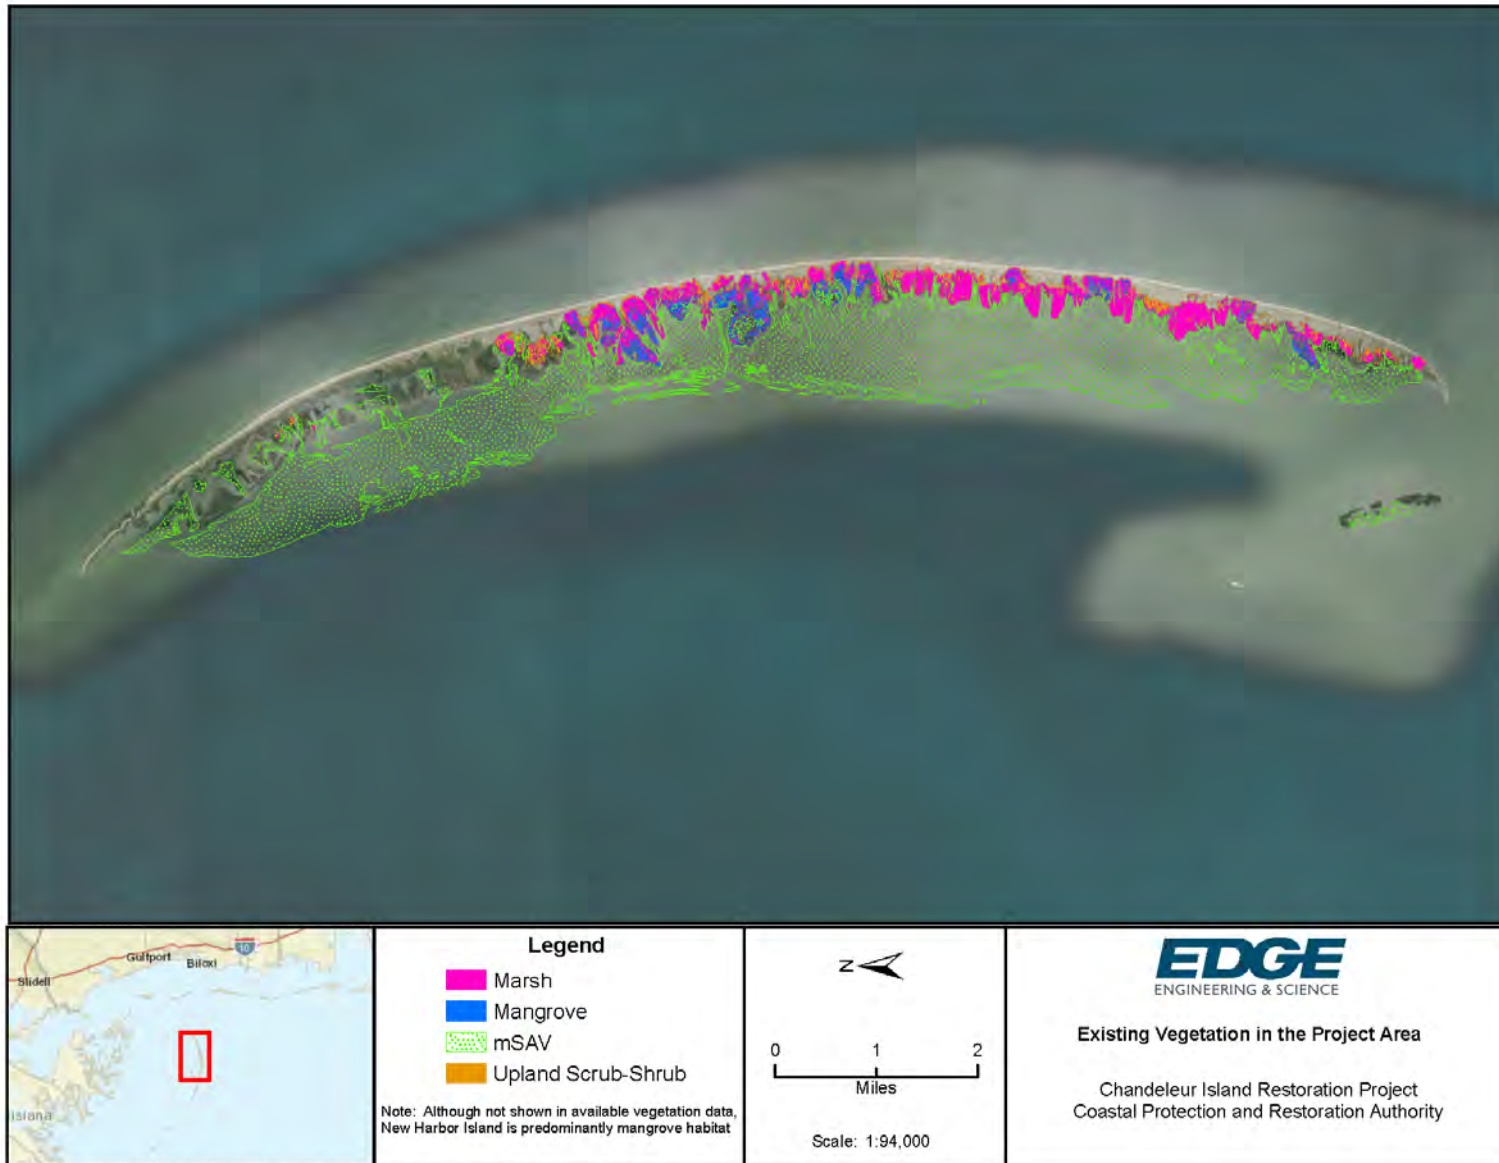 Gulfport
Biloxi
10
Slidell
isiana
Legend
Marsh
Mangrove
mSAV
Upland Scrub-Shrub
Note: Although not shown in available vegetation data,
New Harbor Island is predominantly mangrove habitat
N
0 1 2
Miles
Scale: 1:94,000
EDGE
ENGINEERING & SCIENCE
Existing Vegetation in the Project Area
Chandeleur Island Restoration Project
Coastal Protection and Restoration Authority